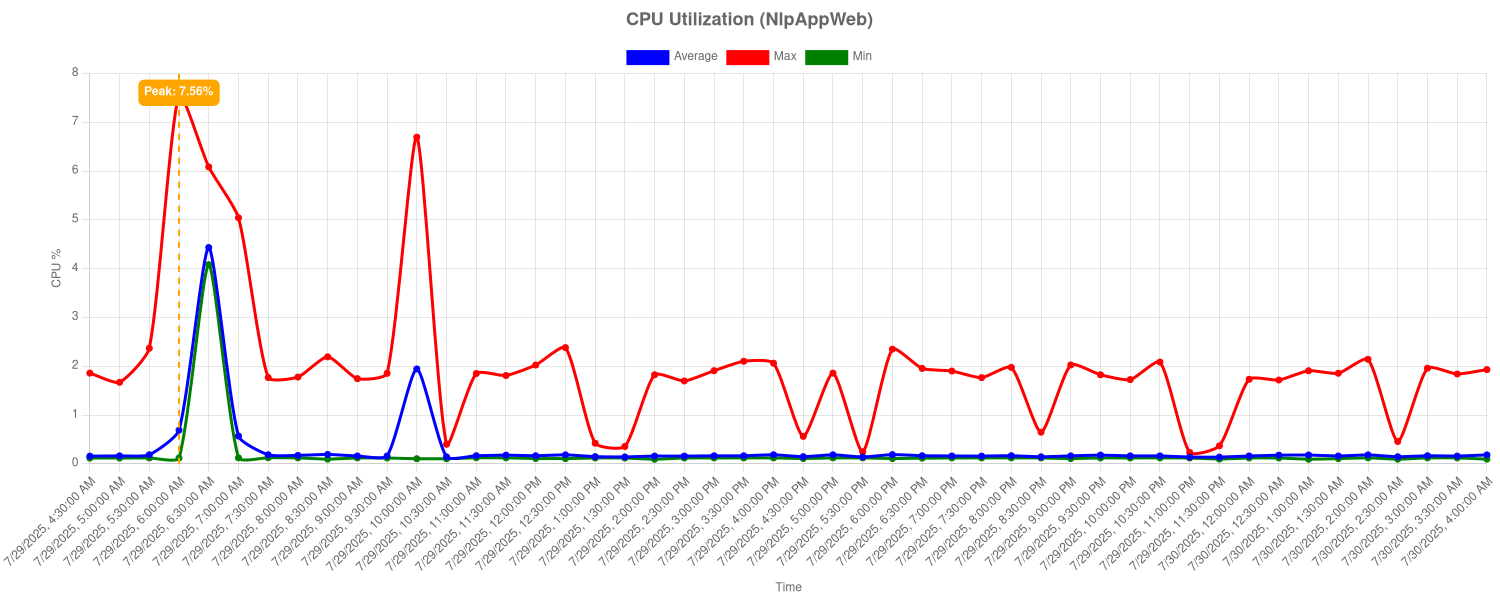 CPU Utilization (NlpAppWeb)
Average Max Min
8
Peak: 7.56%
7
6
5
4
3
2
1
0
CPU %
7/29/2025, 4:30:00 AM
7/29/2025, 5:00:00 AM
7/29/2025, 5:30:00 AM
7/29/2025, 6:00:00 AM
7/29/2025, 6:30:00 AM
7/29/2025, 7:00:00 AM
7/29/2025, 7:30:00 AM
7/29/2025, 8:00:00 AM
7/29/2025, 8:30:00 AM
7/29/2025, 9:00:00 AM
7/29/2025, 9:30:00 AM
7/29/2025, 10:00:00 AM
7/29/2025, 10:30:00 AM
7/29/2025, 11:00:00 AM
7/29/2025, 11:30:00 AM
7/29/2025, 12:00:00 PM
7/29/2025, 12:30:00 PM
7/29/2025, 1:00:00 PM
7/29/2025, 1:30:00 PM
7/29/2025, 2:00:00 PM
7/29/2025, 2:30:00 PM
7/29/2025, 3:00:00 PM
7/29/2025, 3:30:00 PM
7/29/2025, 4:00:00 PM
7/29/2025, 4:30:00 PM
7/29/2025, 5:00:00 PM
7/29/2025, 5:30:00 PM
7/29/2025, 6:00:00 PM
7/29/2025, 6:30:00 PM
7/29/2025, 7:00:00 PM
7/29/2025, 7:30:00 PM
7/29/2025, 8:00:00 PM
7/29/2025, 8:30:00 PM
7/29/2025, 9:00:00 PM
7/29/2025, 9:30:00 PM
7/29/2025, 10:00:00 PM
7/29/2025, 10:30:00 PM
7/29/2025, 11:00:00 PM
7/29/2025, 11:30:00 PM
7/30/2025, 12:00:00 AM
7/30/2025, 12:30:00 AM
7/30/2025, 1:00:00 AM
7/30/2025, 1:30:00 AM
7/30/2025, 2:00:00 AM
7/30/2025, 2:30:00 AM
7/30/2025, 3:00:00 AM
7/30/2025, 3:30:00 AM
7/30/2025, 4:00:00 AM
Time